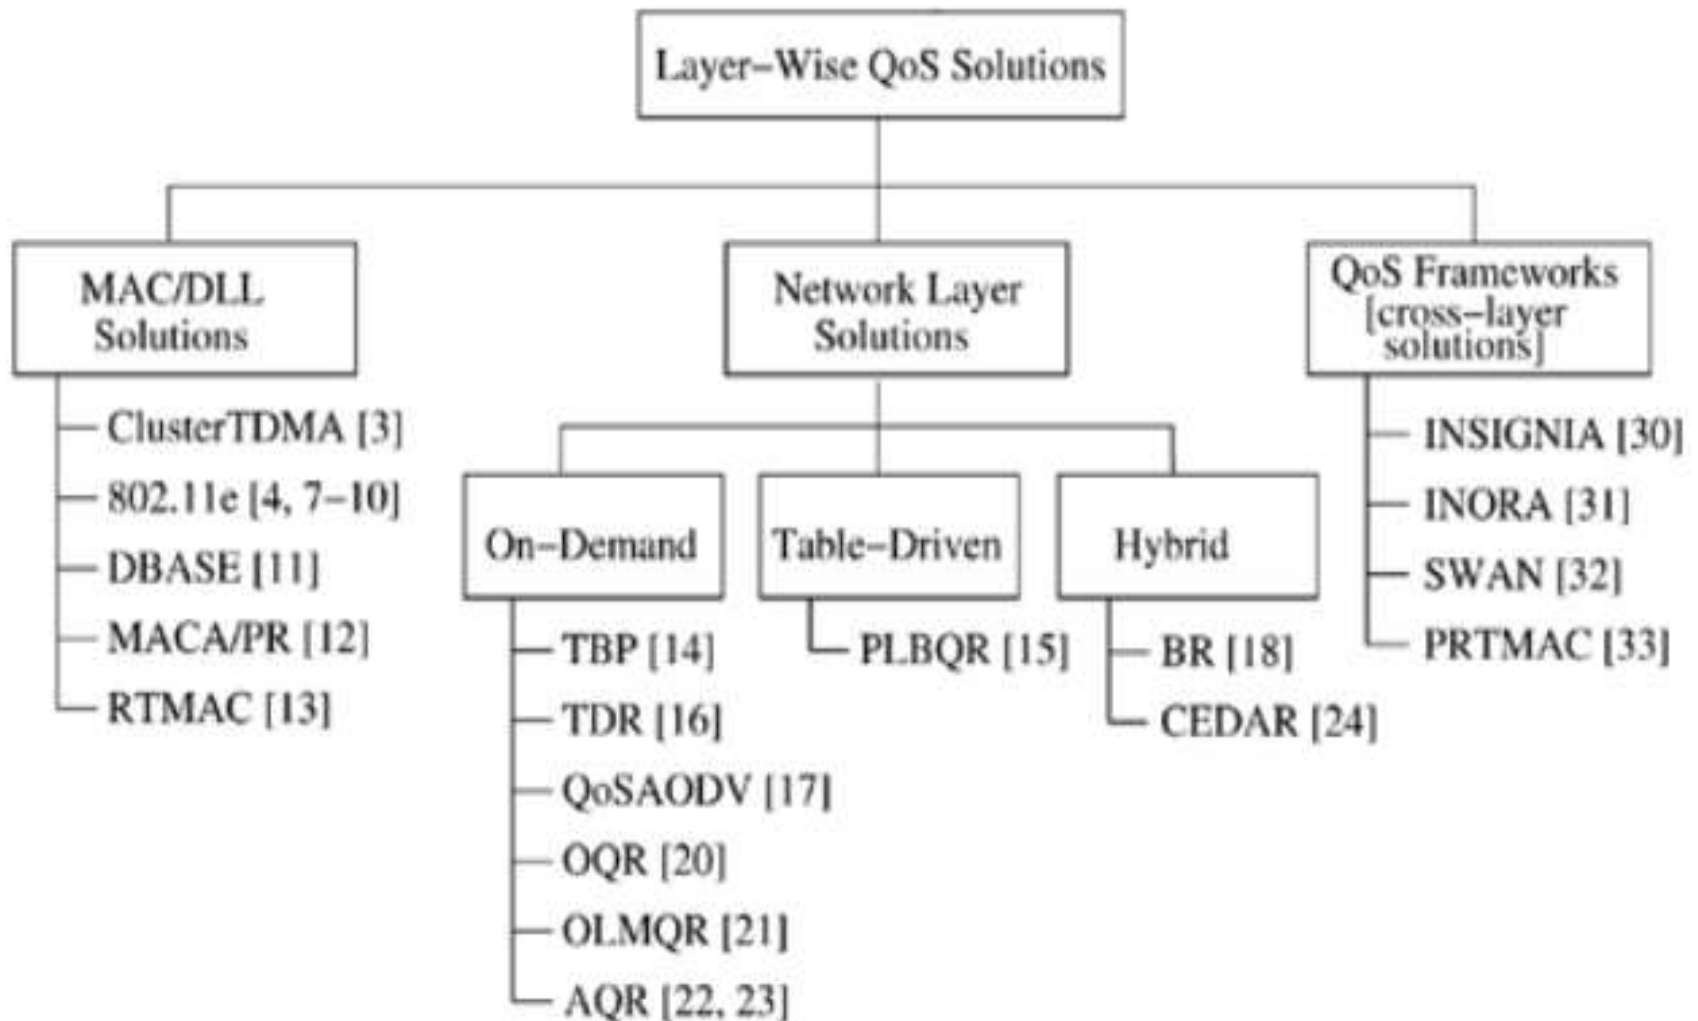 Layer-Wise QoS Solutions
MAC/DLL
Solutions
Network Layer
Solutions
QoS Frameworks
[cross-layer
solutions]
ClusterTDMA [3]
802.11e [4, 7-10]
DBASE [11]
MACA/PR [12]
RTMAC [13]
On-Demand
TBP [14]
TDR [16]
QoSAODV [17]
OQR [20]
OLMQR [21]
AQR [22, 23]
Table-Driven
PLBQR [15]
Hybrid
BR [18]
CEDAR [24]
INSIGNIA [30]
INORA [31]
SWAN [32]
PRTMAC [33]